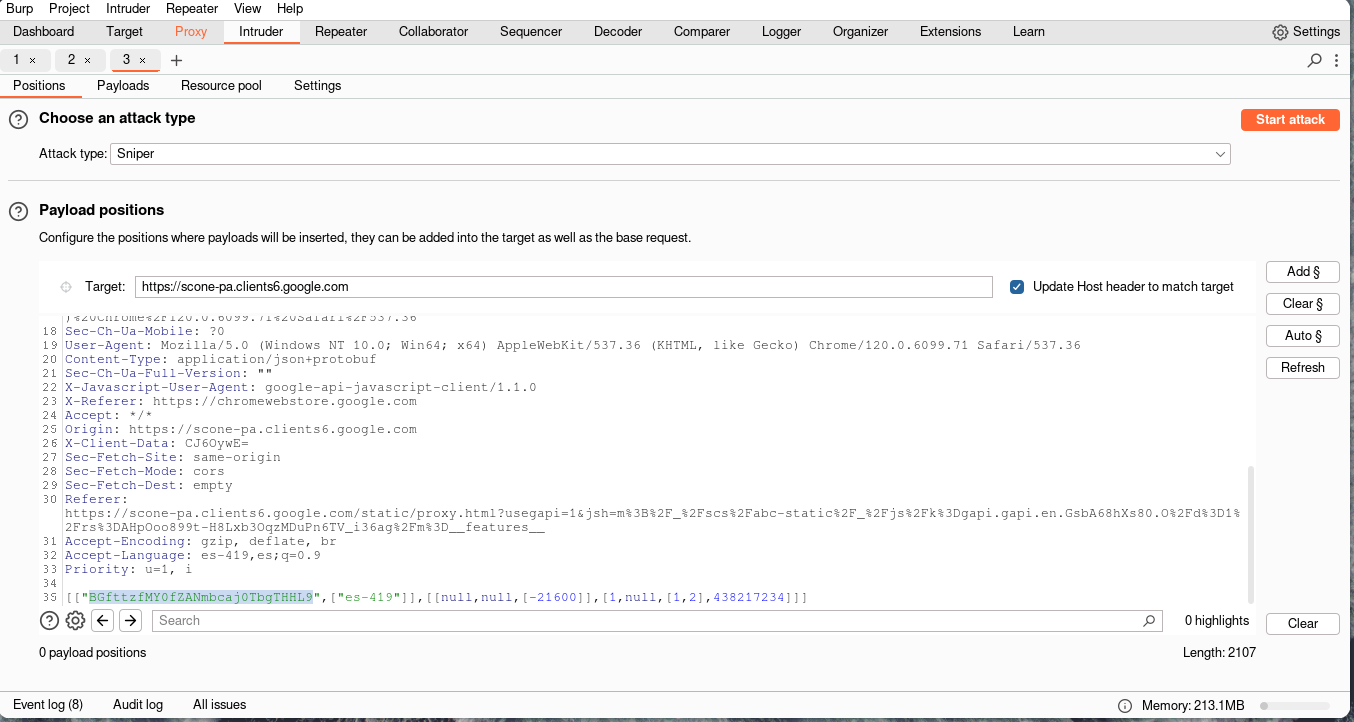 Burp Project Intruder Repeater View Help
Dashboard Target Proxy Intruder Repeater Collaborator Sequencer Decoder Comparer Logger Organizer Extensions Learn Settings
1 × 2 × 3 × +
Positions Payloads Resource pool Settings
Choose an attack type
Start attack
Attack type: Sniper
Payload positions
Configure the positions where payloads will be inserted, they can be added into the target as well as the base request.
Add §
Target: https://scone-pa.clients6.google.com
Update Host header to match target
Clear §
Auto §
Refresh
)%20Chrome%2F120.0.6099.71%20Safari%2F537.36
18 Sec-Ch-Ua-Mobile: ?0
19 User-Agent: Mozilla/5.0 (Windows NT 10.0; Win64; x64) AppleWebKit/537.36 (KHTML, like Gecko) Chrome/120.0.6099.71 Safari/537.36
20 Content-Type: application/json+protobuf
21 Sec-Ch-Ua-Full-Version: ""
22 X-Javascript-User-Agent: google-api-javascript-client/1.1.0
23 X-Referer: https://chromewebstore.google.com
24 Accept: */*
25 Origin: https://scone-pa.clients6.google.com
26 X-Client-Data: CJ6OywE=
27 Sec-Fetch-Site: same-origin
28 Sec-Fetch-Mode: cors
29 Sec-Fetch-Dest: empty
30 Referer:
https://scone-pa.clients6.google.com/static/proxy.html?usegapi=1&jsh=m%3B%2F_%2Fscs%2Fabc-static%2F_%2Fjs%2Fk%3Dgapi.gapi.en.GsbA68hXs80.O%2Fd%3D1%
2Frs%3DAHpOoo899t-H8Lxb3OqzMDuPn6TV_i36ag%2Fm%3D__features__
31 Accept-Encoding: gzip, deflate, br
32 Accept-Language: es-419,es;q=0.9
33 Priority: u=1, i
34
35 [["BGfttzfMY0fZANmbcaj0TbgTHHL9",["es-419"]],[[null,null,[-21600]],[1,null,[1,2],438217234]]]
Search
0 highlights
Clear
0 payload positions
Length: 2107
Event log (8) Audit log All issues
Memory: 213.1MB